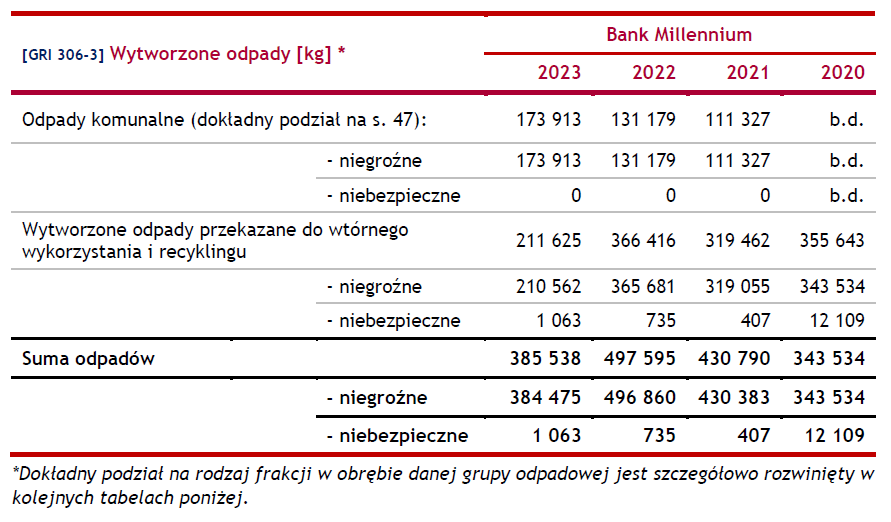 Bank Millennium
[GRI 306-3] Wytworzone odpady [kg] *
2023 2022 2021 2020
Odpady komunalne (dokładny podział na s. 47): 173 913 131 179 111 327 b.d.
- niegroźne 173 913 131 179 111 327 b.d.
- niebezpieczne 0 0 0 b.d.
Wytworzone odpady przekazane do wtórnego
wykorzystania i recyklingu 211 625 366 416 319 462 355 643
- niegroźne 210 562 365 681 319 055 343 534
- niebezpieczne 1 063 735 407 12 109
Suma odpadów 385 538 497 595 430 790 343 534
- niegroźne 384 475 496 860 430 383 343 534
- niebezpieczne 1 063 735 407 12 109
*Dokładny podział na rodzaj frakcji w obrębie danej grupy odpadowej jest szczegółowo rozwinięty w
kolejnych tabelach poniżej.